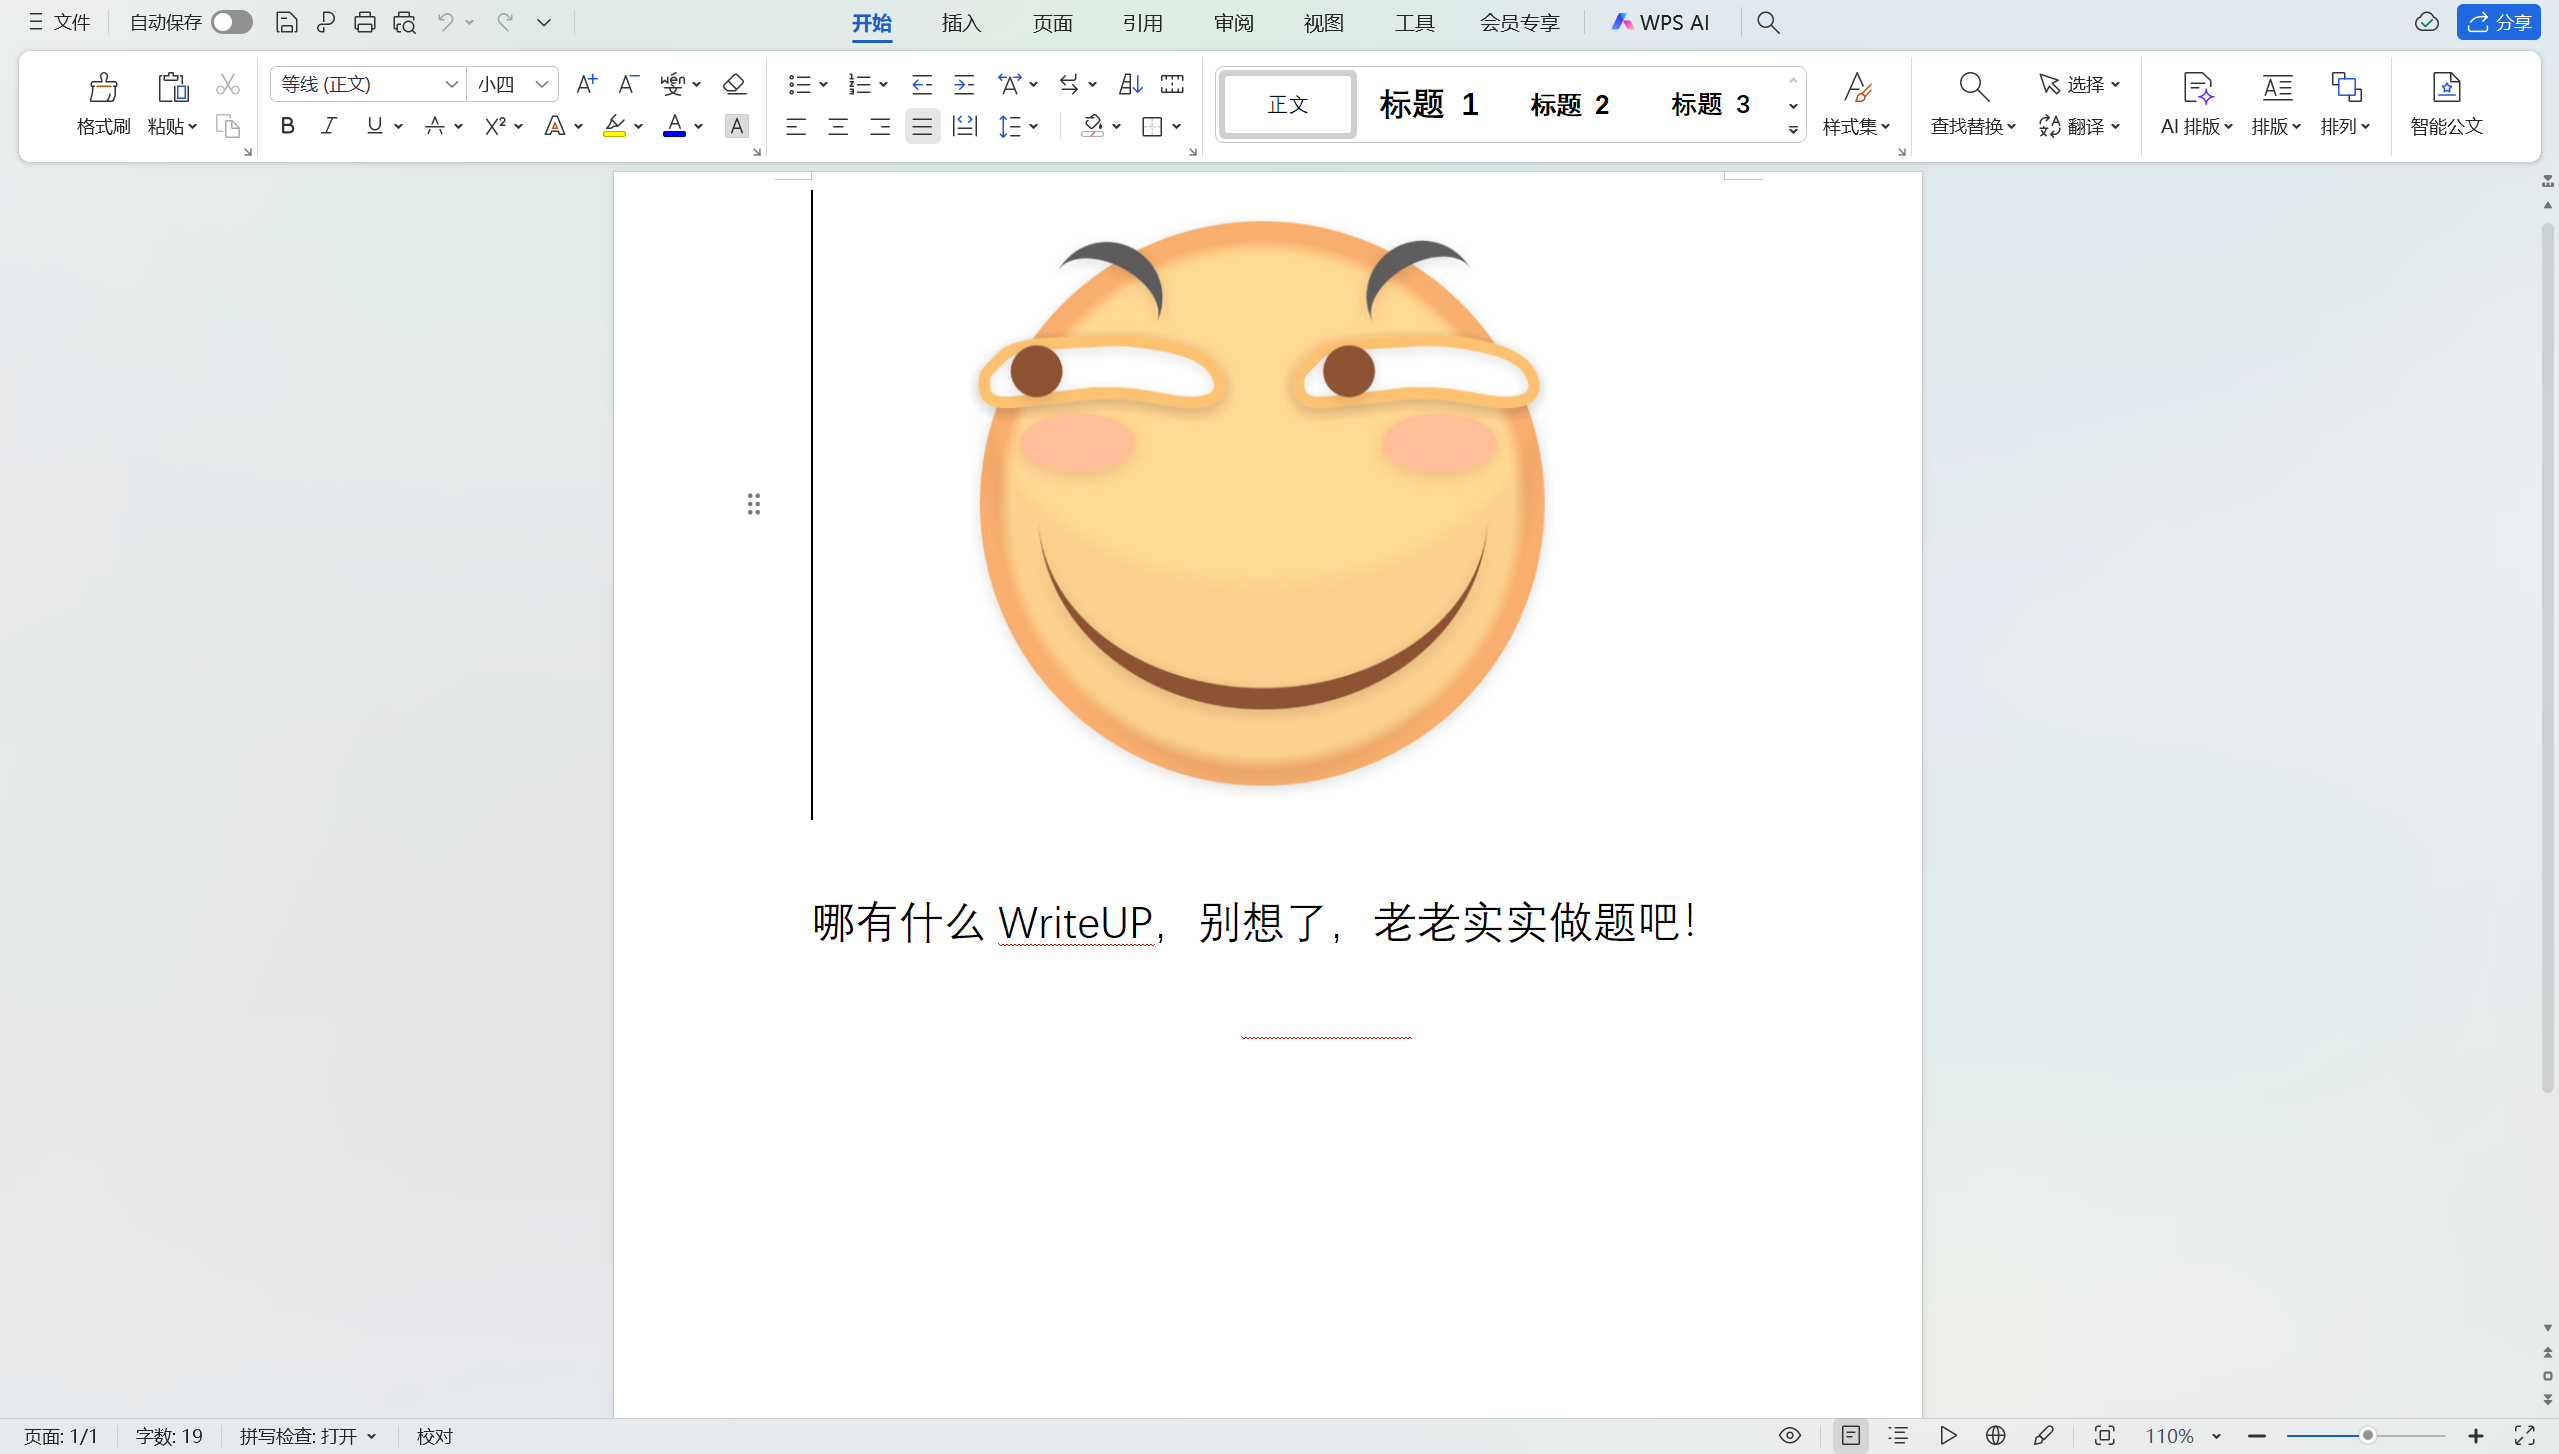 文件 自动保存 开始 插入 页面 引用 审阅 视图 工具 会员专享 WPS AI 分享
等线 (正文) 小四 A+ A− wén 正文 标题 1 标题 2 标题 3 选择
格式刷 粘贴 B I U A X² A A A 样式集 查找替换 翻译 AI 排版 排版 排列 智能公文
哪有什么 WriteUP，别想了，老老实实做题吧！
页面: 1/1 字数: 19 拼写检查: 打开 校对 110%